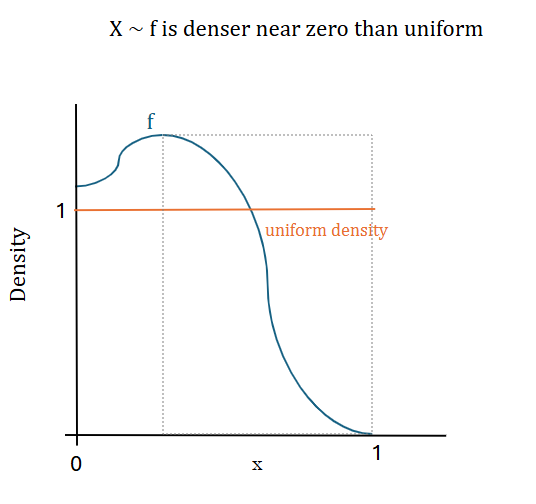 X ~ f is denser near zero than uniform
f
1
uniform density
Density
0
x
1